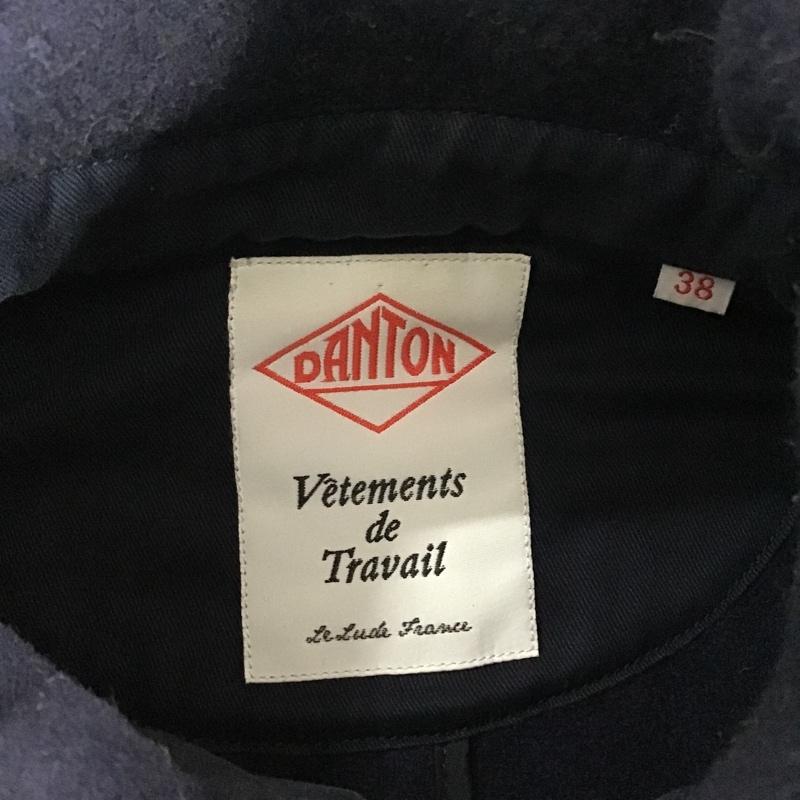 38
DANTON
Vêtements
de
Travail
Le Lude France